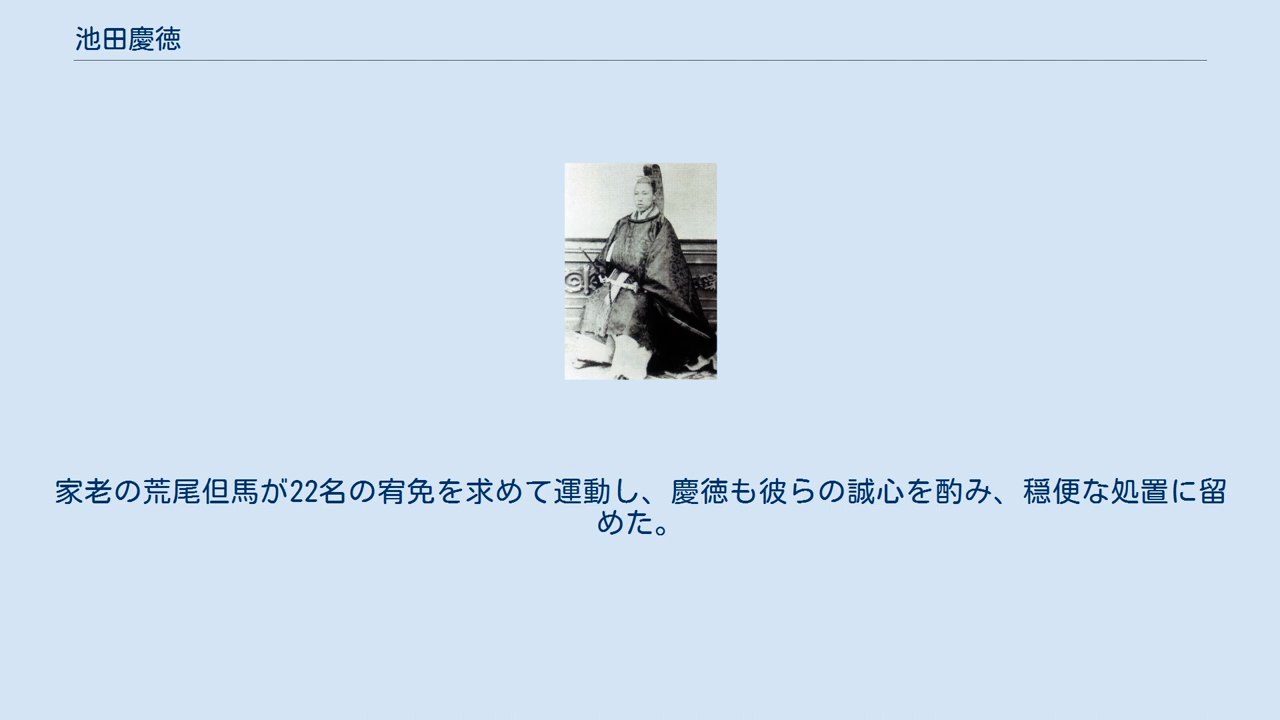 池田慶徳
家老の荒尾但馬が22名の宥免を求めて運動し、慶徳も彼らの誠心を酌み、穏便な処置に留
めた。